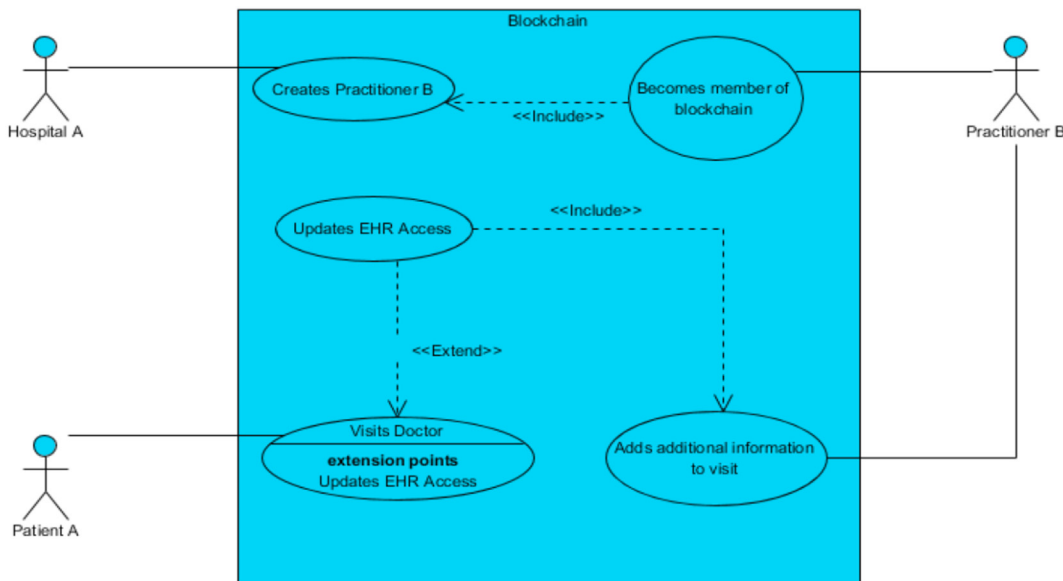 Blockchain
Hospital A
Creates Practitioner B
<<Include>>
Becomes member of
blockchain
Practitioner B
Updates EHR Access
<<Include>>
<<Extend>>
Patient A
Visits Doctor
extension points
Updates EHR Access
Adds additional information
to visit